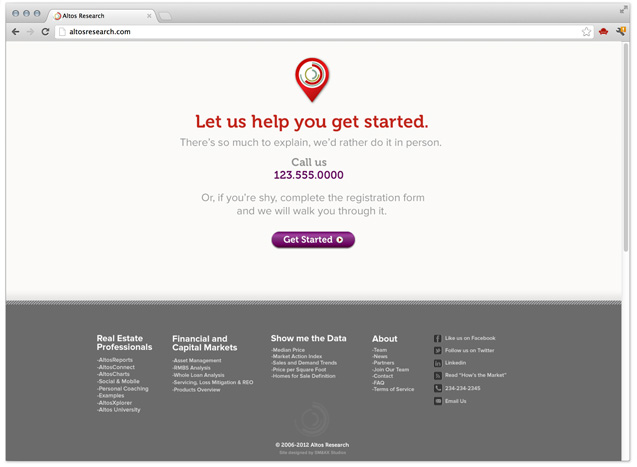 Altos Research
altosresearch.com
Let us help you get started.
There's so much to explain, we'd rather do it in person.
Call us
123.555.0000
Or, if you're shy, complete the registration form
and we will walk you through it.
Get Started
Real Estate
Professionals
-AltosReports
-AltosConnect
-AltosCharts
-Social & Mobile
-Personal Coaching
-Examples
-AltosXplorer
-Altos University
Financial and
Capital Markets
-Asset Management
-RMBS Analysis
-Whole Loan Analysis
-Servicing, Loss Mitigation & REO
-Products Overview
Show me the Data
-Median Price
-Market Action Index
-Sales and Demand Trends
-Price per Square Foot
-Homes for Sale Definition
About
-Team
-News
-Partners
-Join Our Team
-Contact
-FAQ
-Terms of Service
Like us on Facebook
Follow us on Twitter
LinkedIn
Read "How's the Market"
234-234-2345
Email Us
© 2006-2012 Altos Research
Site designed by SMAAK Studios